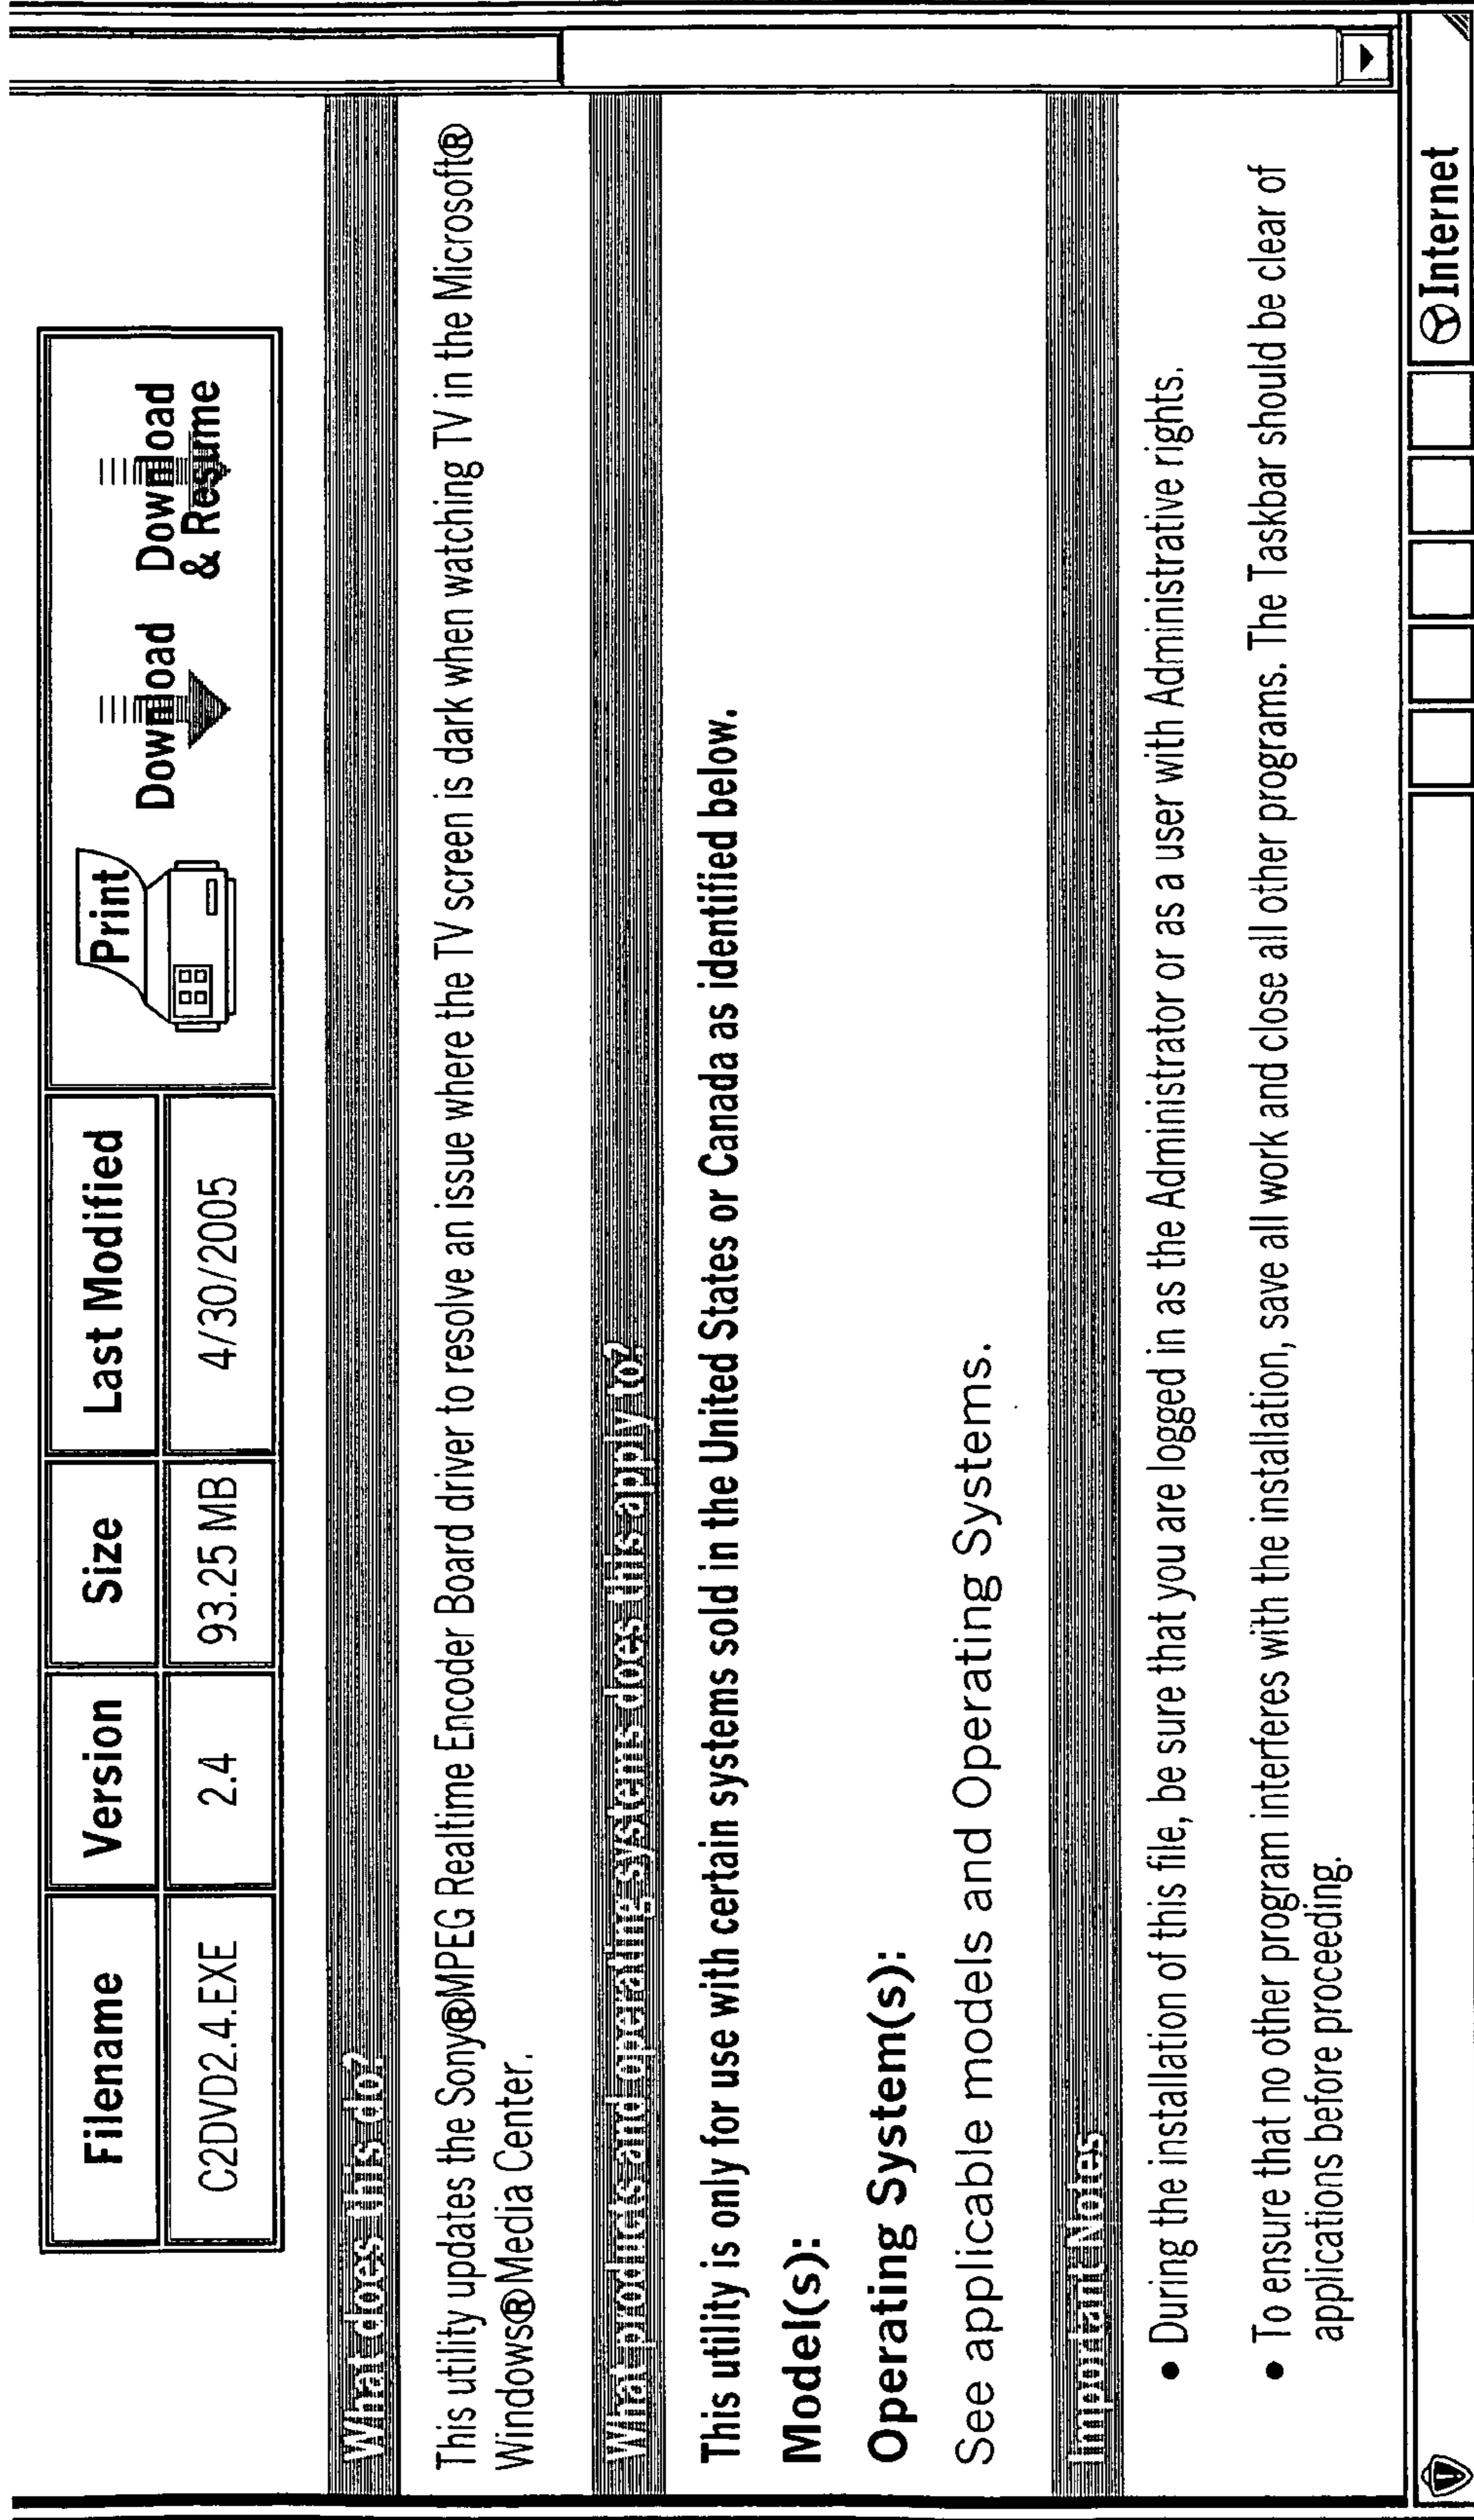 Filename Version Size Last Modified Print Download Download & Resume
C2DVD2.4.EXE 2.4 93.25 MB 4/30/2005
What does this do?
This utility updates the Sony®MPEG Realtime Encoder Board driver to resolve an issue where the TV screen is dark when watching TV in the Microsoft®
Windows®Media Center.
What products and operating systems does this apply to?
This utility is only for use with certain systems sold in the United States or Canada as identified below.
Model(s):
Operating System(s):
See applicable models and Operating Systems.
Important Notes
• During the installation of this file, be sure that you are logged in as the Administrator or as a user with Administrative rights.
• To ensure that no other program interferes with the installation, save all work and close all other programs. The Taskbar should be clear of
applications before proceeding.
Internet